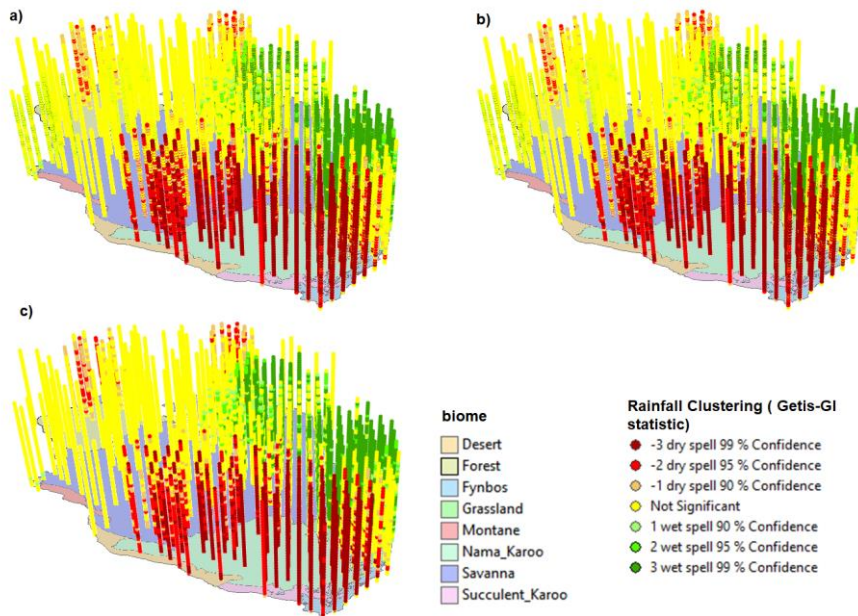 a)
b)
c)
biome
Desert
Forest
Fynbos
Grassland
Montane
Nama_Karoo
Savanna
Succulent_Karoo
Rainfall Clustering ( Getis-GI
statistic)
-3 dry spell 99 % Confidence
-2 dry spell 95 % Confidence
-1 dry spell 90 % Confidence
Not Significant
1 wet spell 90 % Confidence
2 wet spell 95 % Confidence
3 wet spell 99 % Confidence